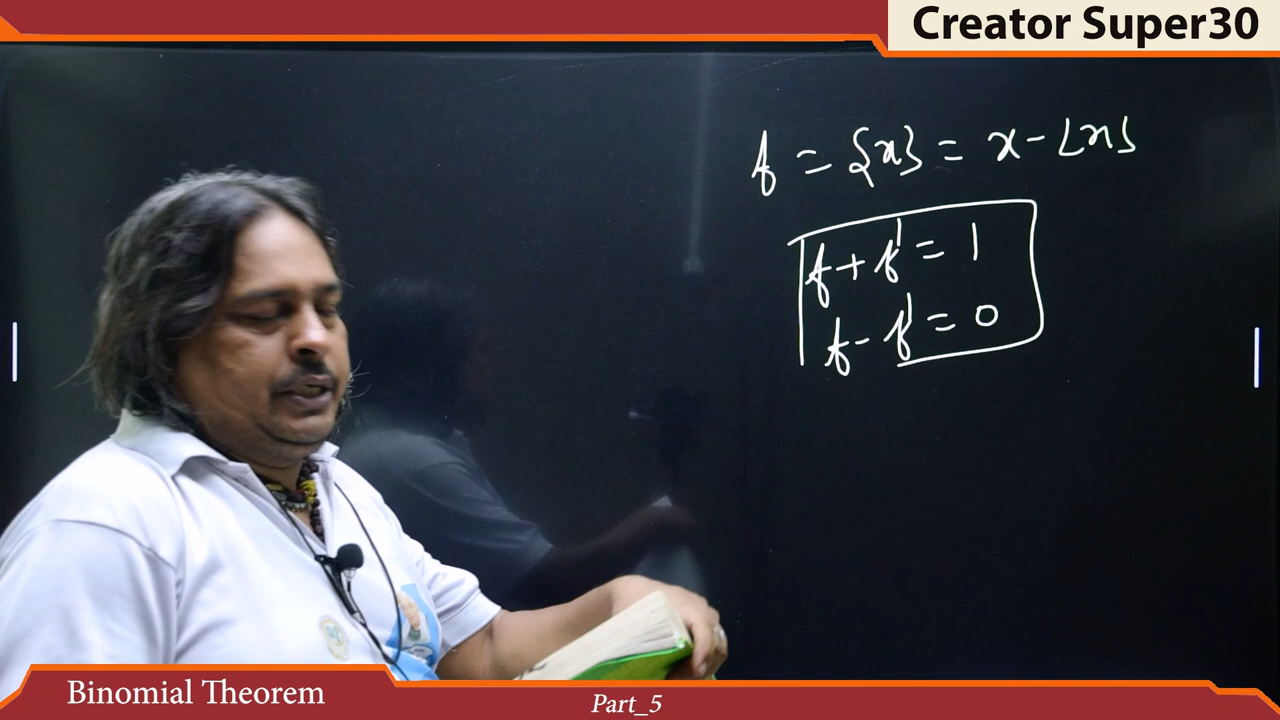 Creator Super30
f = {x} = x - [x]
f + f' = 1
f - f' = 0
Binomial Theorem
Part_5